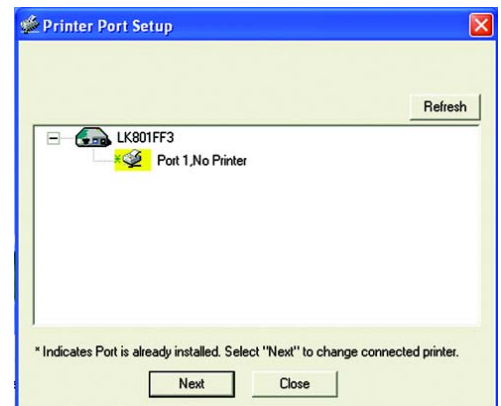 Printer Port Setup
Refresh
LK801FF3
* Port 1,No Printer
* Indicates Port is already installed. Select "Next" to change connected printer.
Next Close